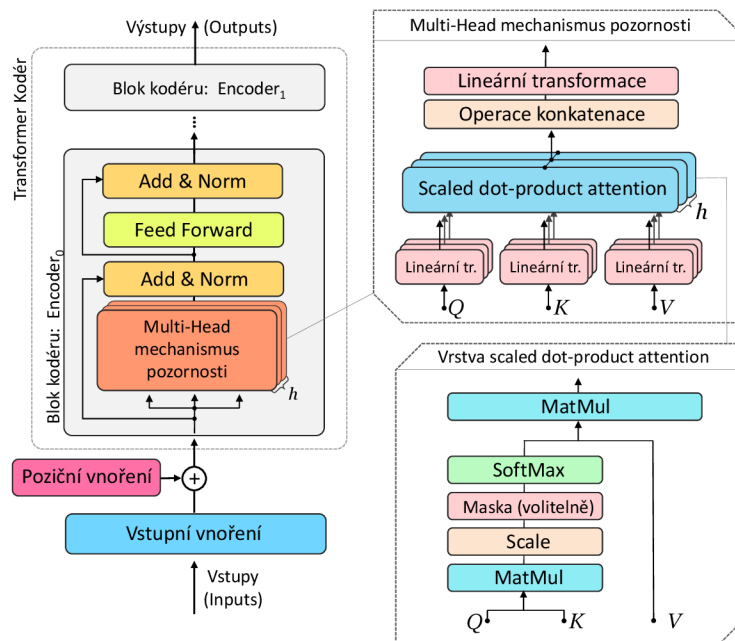 Výstupy (Outputs)
Transformer Kodér
Blok kodéru: Encoder₁
...
Blok kodéru: Encoder₀
Add & Norm
Feed Forward
Add & Norm
Multi-Head
mechanismus
pozornosti
h
Poziční vnoření
+
Vstupní vnoření
Vstupy
(Inputs)
Multi-Head mechanismus pozornosti
Lineární transformace
Operace konkatenace
Scaled dot-product attention
h
Lineární tr.
Lineární tr.
Lineární tr.
Q
K
V
Vrstva scaled dot-product attention
MatMul
SoftMax
Maska (volitelně)
Scale
MatMul
Q
K
V